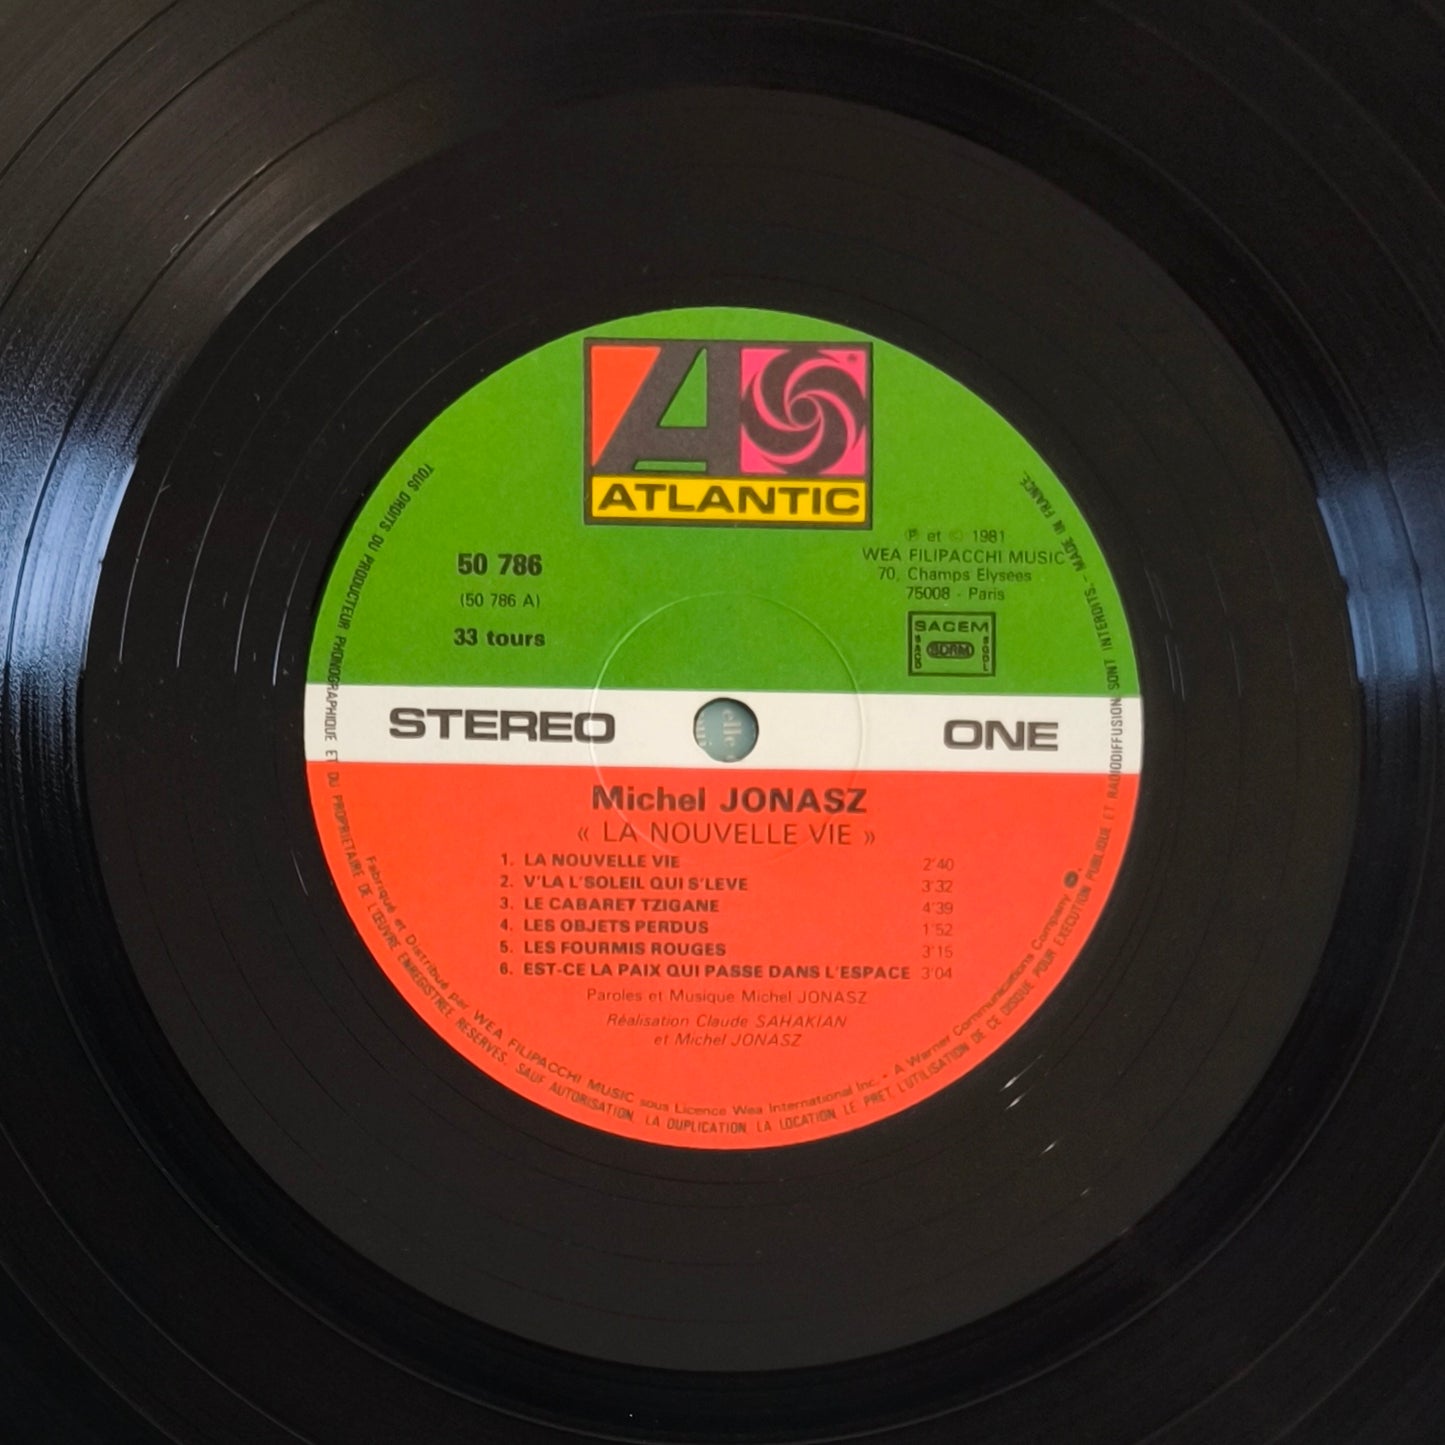 ATLANTIC
®
50 786
(50 786 A)
33 tours
℗ et © 1981
WEA FILIPACCHI MUSIC
70, Champs Elysees
75008 - Paris
SACEM
SACD
SDRM
SGDL
STEREO
ONE
elle
Michel JONASZ
« LA NOUVELLE VIE »
1. LA NOUVELLE VIE 2'40
2. V'LA L'SOLEIL QUI S'LEVE 3'32
3. LE CABARET TZIGANE 4'39
4. LES OBJETS PERDUS 1'52
5. LES FOURMIS ROUGES 3'15
6. EST-CE LA PAIX QUI PASSE DANS L'ESPACE 3'04
Paroles et Musique Michel JONASZ
Réalisation Claude SAHAKIAN
et Michel JONASZ
Fabriqué et Distribué par WEA FILIPACCHI MUSIC sous Licence Wea International Inc. • A Warner Communications Company
TOUS DROITS DU PRODUCTEUR PHONOGRAPHIQUE ET DU PROPRIETAIRE DE L'ŒUVRE ENREGISTREE RESERVES. SAUF AUTORISATION, LA DUPLICATION, LA LOCATION, LE PRET, L'UTILISATION DE CE DISQUE POUR EXECUTION PUBLIQUE ET RADIODIFFUSION SONT INTERDITS. - MADE IN FRANCE.